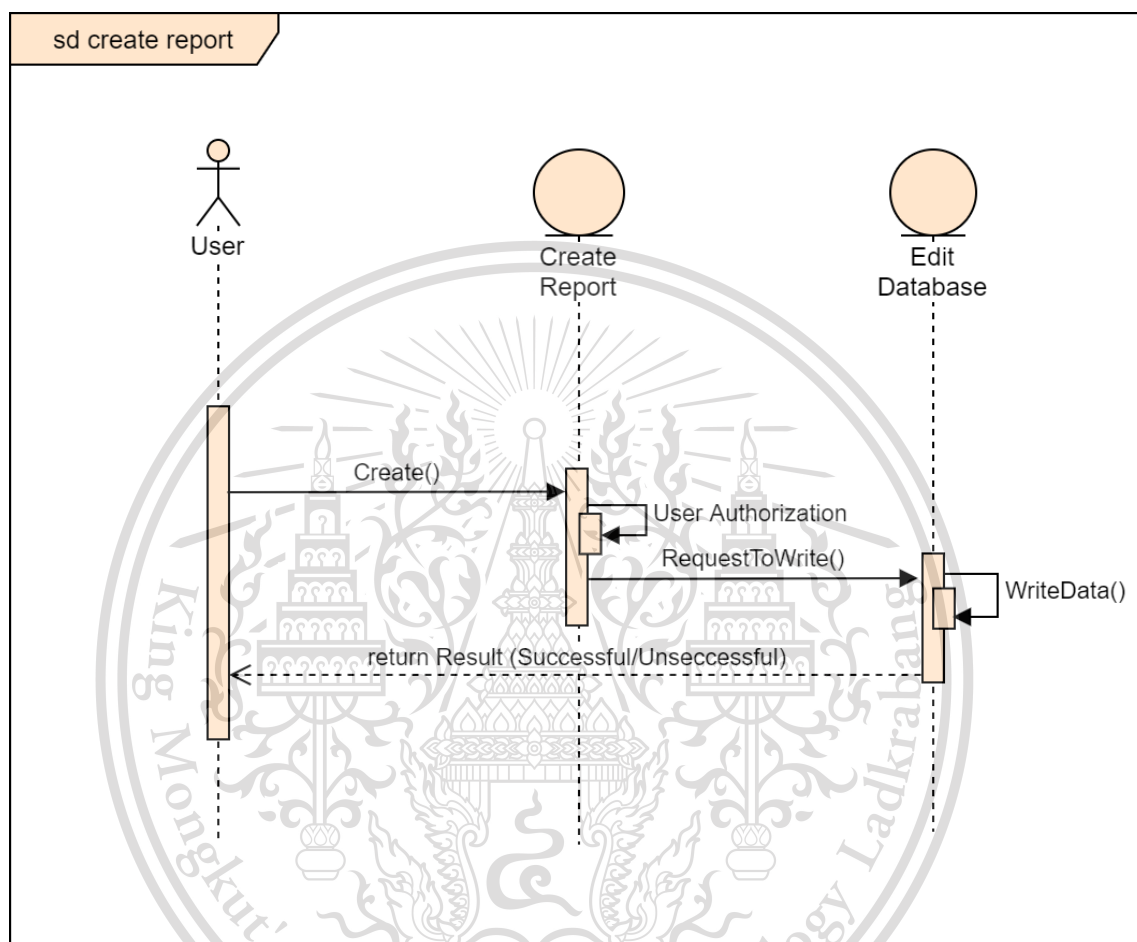 sd create report
User
Create
Report
Edit
Database
Create()
User Authorization
RequestToWrite()
WriteData()
return Result (Successful/Unseccessful)
King Mongkut's
ogy Ladkrabang